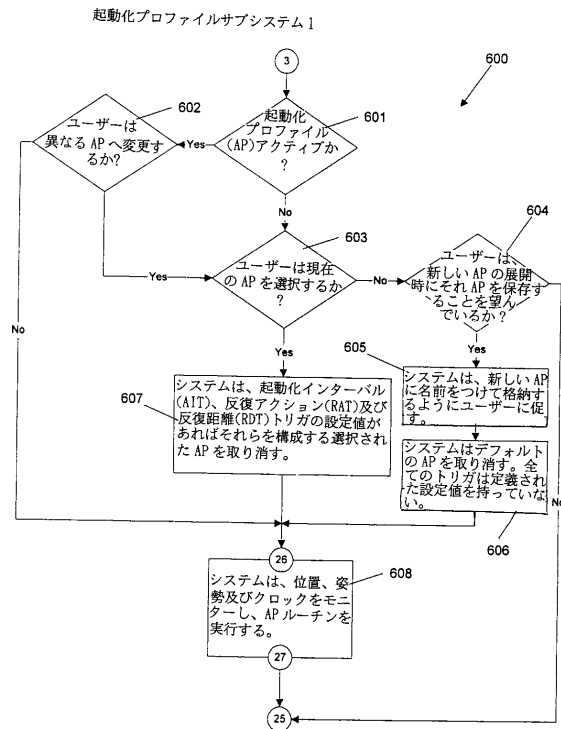 起動化プロファイルサブシステム 1
3
600
602
ユーザーは
異なる AP へ変更す
るか?
601
起動化
プロファイル
(AP)アクティブか
?
Yes
No
603
ユーザーは現在
の AP を選択するか
?
604
ユーザーは、
新しい AP の展開
時にそれ AP を保存す
ることを望ん
でいるか?
Yes
No
No
Yes
Yes
605
システムは、新しい AP
に名前をつけて格納す
るようにユーザーに促
す。
607
システムは、起動化インターバル
(AIT)、反復アクション(RAT)及び
反復距離(RDT)トリガの設定値が
あればそれらを構成する選択され
た AP を取り消す。
システムはデフォルト
の AP を取り消す。全
てのトリガは定義され
た設定値を持っていな
い。
606
No
26
608
システムは、位置、姿
勢及びクロックをモニ
ターし、AP ルーチンを
実行する。
27
25